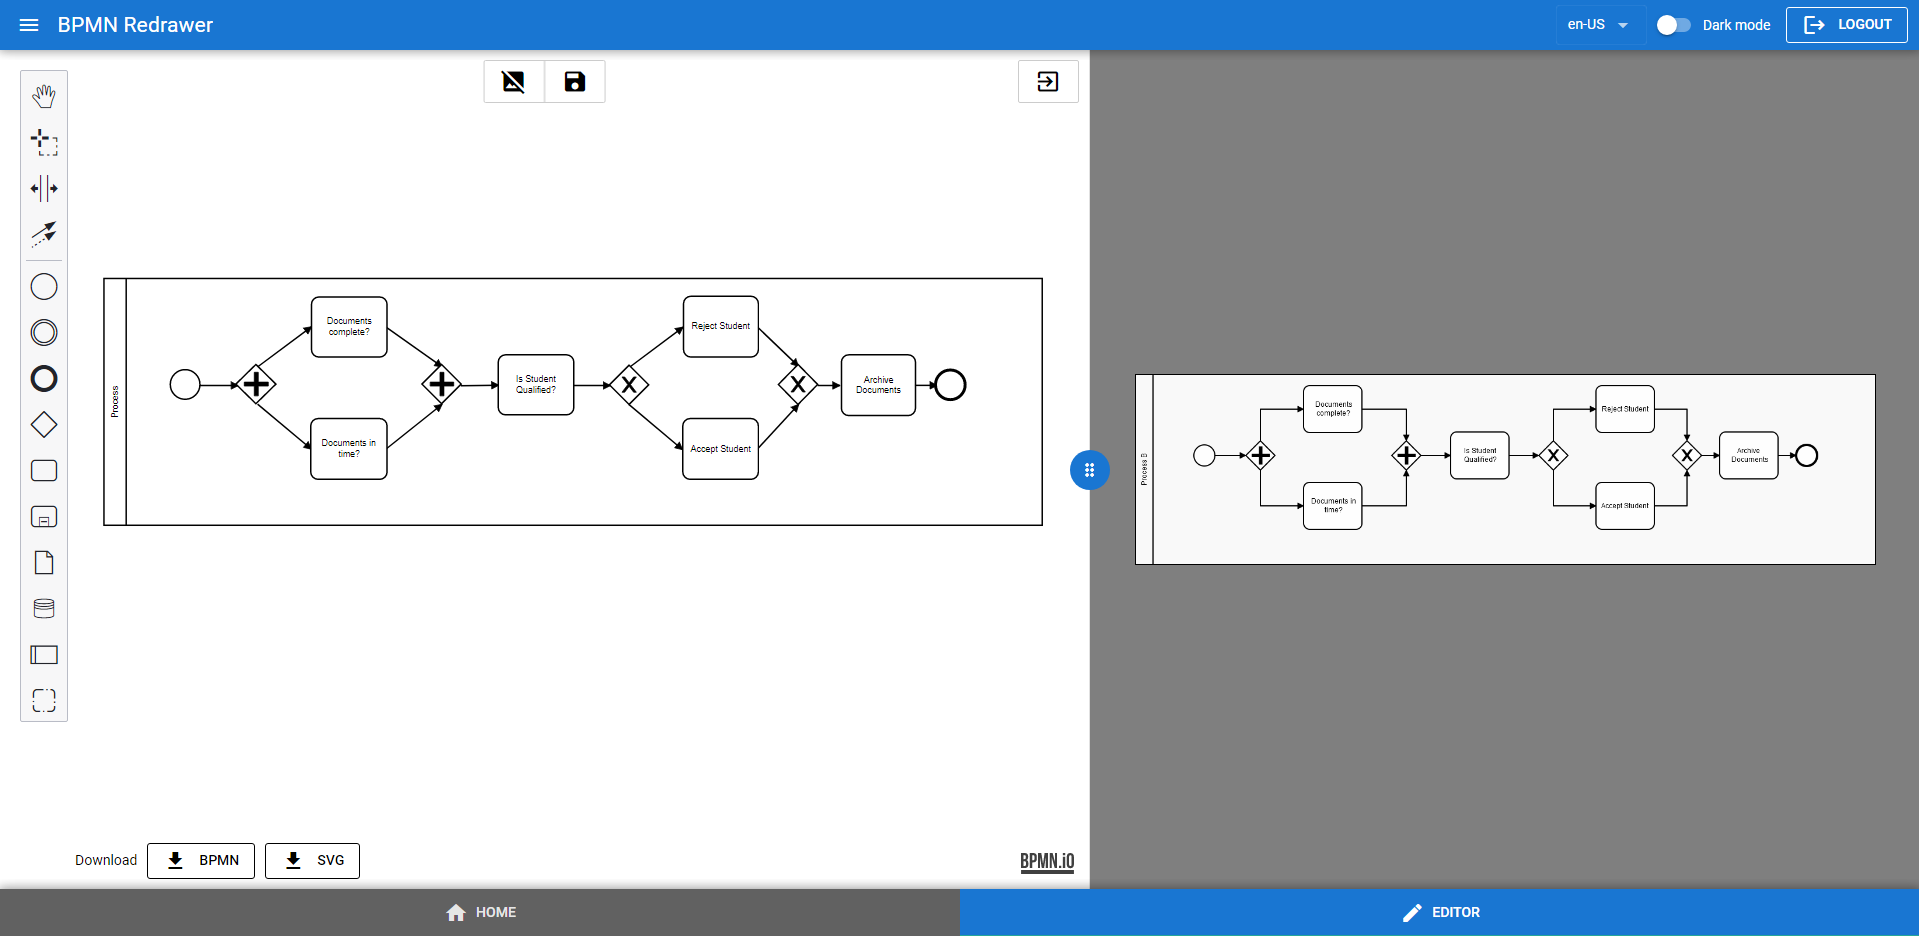 BPMN Redrawer
en-US
Dark mode
LOGOUT
Process
Documents
complete?
Documents in
time?
Is Student
Qualified?
X
Reject Student
Accept Student
X
Archive
Documents
Process B
Documents
complete?
Documents in
time?
Is Student
Qualified?
X
Reject Student
Accept Student
X
Archive
Documents
Download
BPMN
SVG
BPMN.iO
HOME
EDITOR